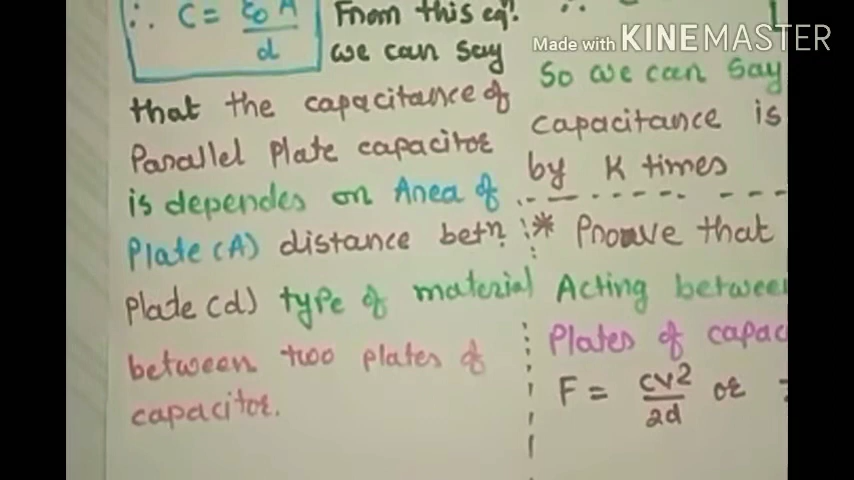 ∴ C = ε0 A / d From this eqn.
we can say
that the capacitance of
Parallel Plate capacitor
is dependes on Area of
Plate (A) distance betn
Plate (d) type of material
between two plates of
capacitor.
∴ C
Made with KINEMASTER
So we can say
capacitance is
by K times
* Prouve that
Acting between
Plates of capac
F = cv²/2d or